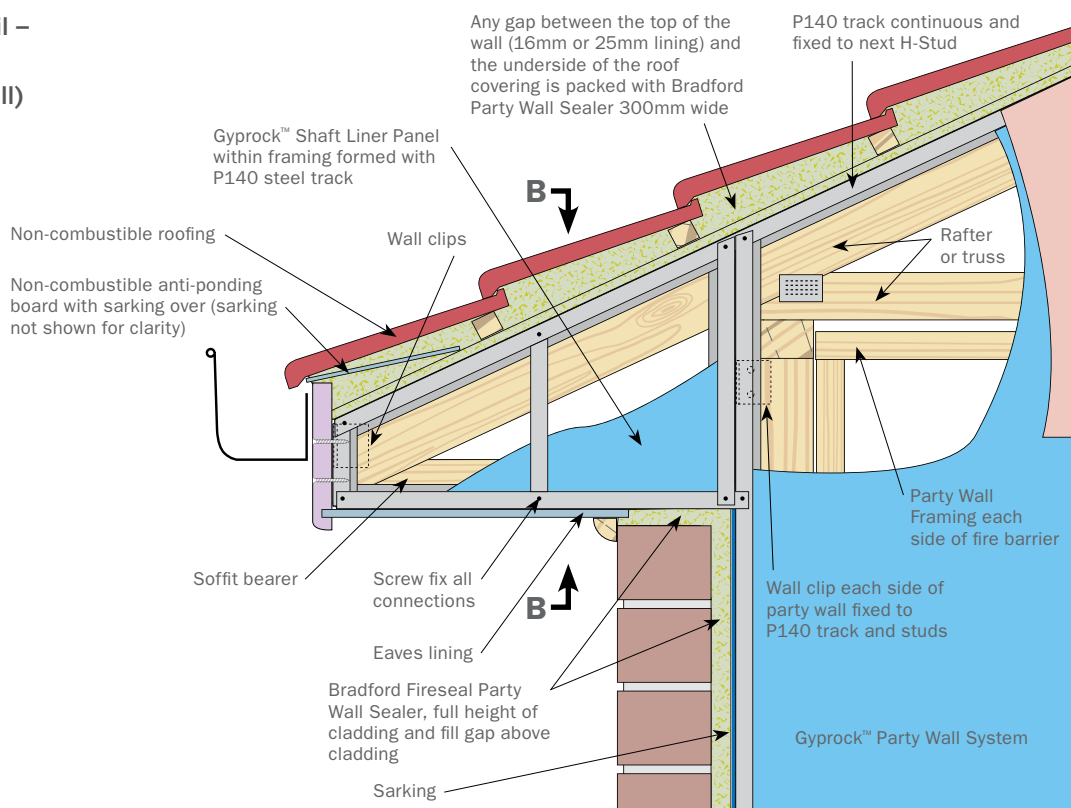 il –
ll)
Any gap between the top of the
wall (16mm or 25mm lining) and
the underside of the roof
covering is packed with Bradford
Party Wall Sealer 300mm wide
P140 track continuous and
fixed to next H-Stud
Gyprock™ Shaft Liner Panel
within framing formed with
P140 steel track
B
Non-combustible roofing
Wall clips
Rafter
or truss
Non-combustible anti-ponding
board with sarking over (sarking
not shown for clarity)
Party Wall
Framing each
side of fire barrier
Soffit bearer
Screw fix all
connections
B
Wall clip each side of
party wall fixed to
P140 track and studs
Eaves lining
Bradford Fireseal Party
Wall Sealer, full height of
cladding and fill gap above
cladding
Gyprock™ Party Wall System
Sarking